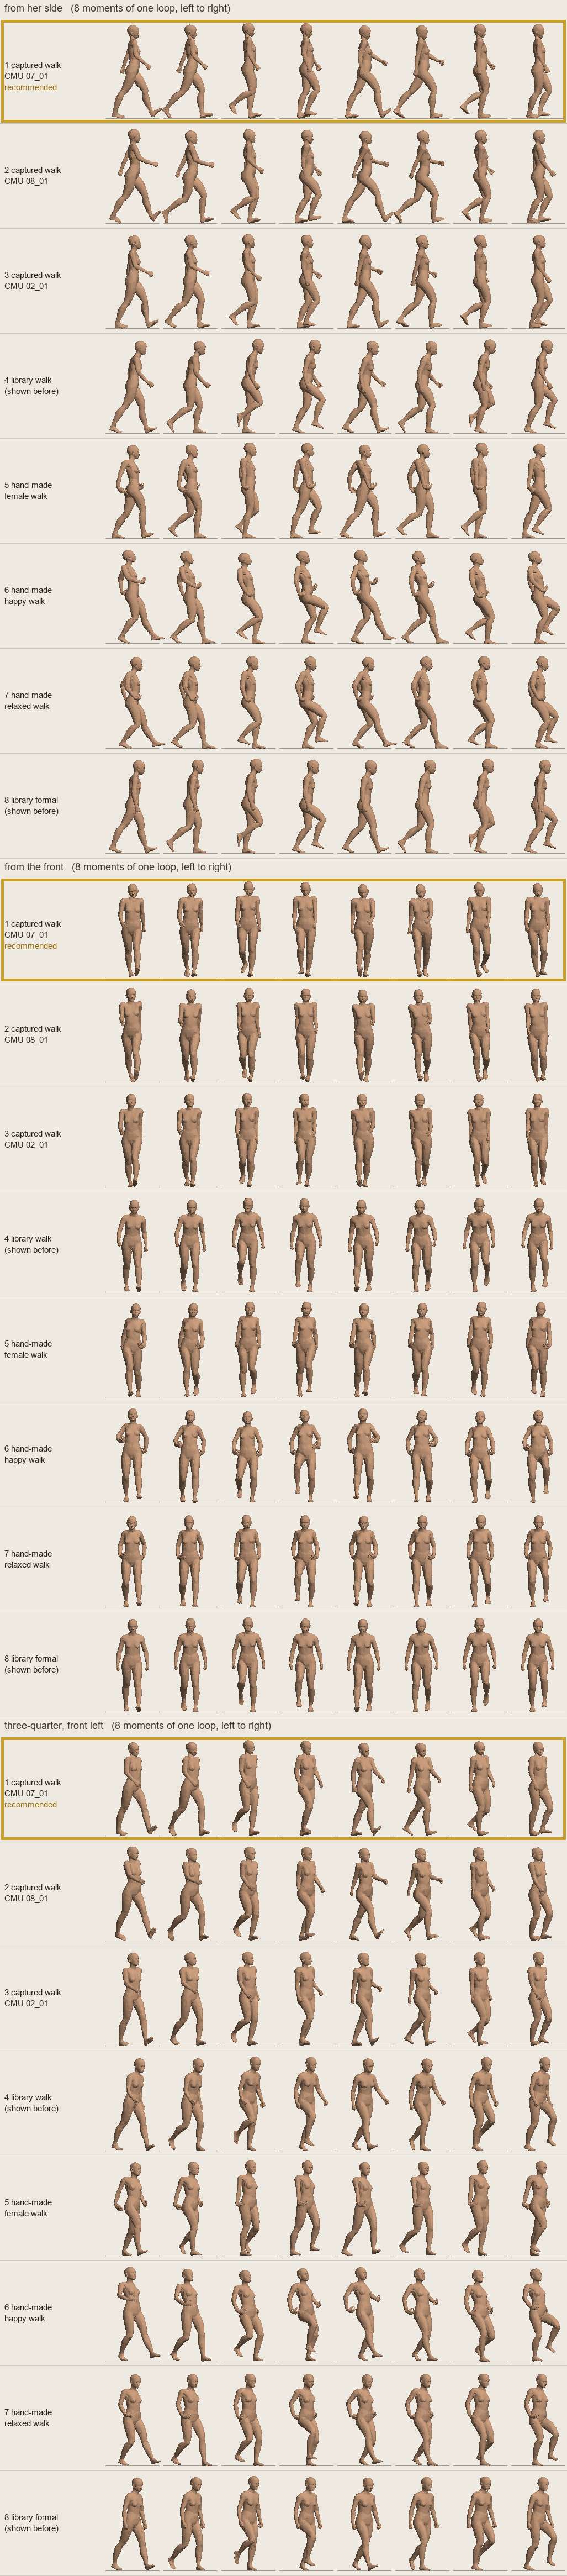 from her side (8 moments of one loop, left to right)
1 captured walk
CMU 07_01
recommended
2 captured walk
CMU 08_01
3 captured walk
CMU 02_01
4 library walk
(shown before)
5 hand-made
female walk
6 hand-made
happy walk
7 hand-made
relaxed walk
8 library formal
(shown before)
from the front (8 moments of one loop, left to right)
1 captured walk
CMU 07_01
recommended
2 captured walk
CMU 08_01
3 captured walk
CMU 02_01
4 library walk
(shown before)
5 hand-made
female walk
6 hand-made
happy walk
7 hand-made
relaxed walk
8 library formal
(shown before)
three-quarter, front left (8 moments of one loop, left to right)
1 captured walk
CMU 07_01
recommended
2 captured walk
CMU 08_01
3 captured walk
CMU 02_01
4 library walk
(shown before)
5 hand-made
female walk
6 hand-made
happy walk
7 hand-made
relaxed walk
8 library formal
(shown before)